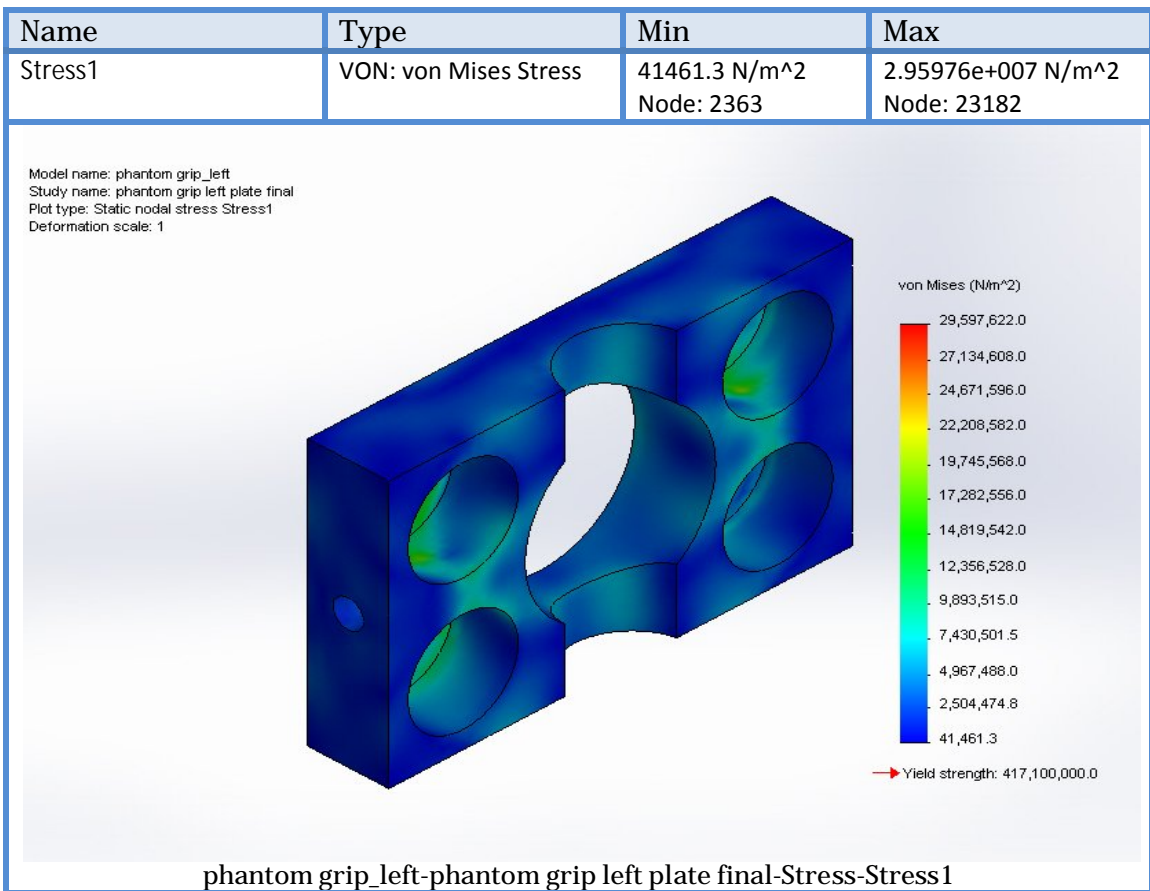 Name Type Min Max
Stress1 VON: von Mises Stress 41461.3 N/m^2 2.95976e+007 N/m^2
Node: 2363 Node: 23182
Model name: phantom grip_left
Study name: phantom grip left plate final
Plot type: Static nodal stress Stress1
Deformation scale: 1
von Mises (N/m^2)
29,597,622.0
27,134,608.0
24,671,596.0
22,208,582.0
19,745,568.0
17,282,556.0
14,819,542.0
12,356,528.0
9,893,515.0
7,430,501.5
4,967,488.0
2,504,474.8
41,461.3
Yield strength: 417,100,000.0
phantom grip_left-phantom grip left plate final-Stress-Stress1